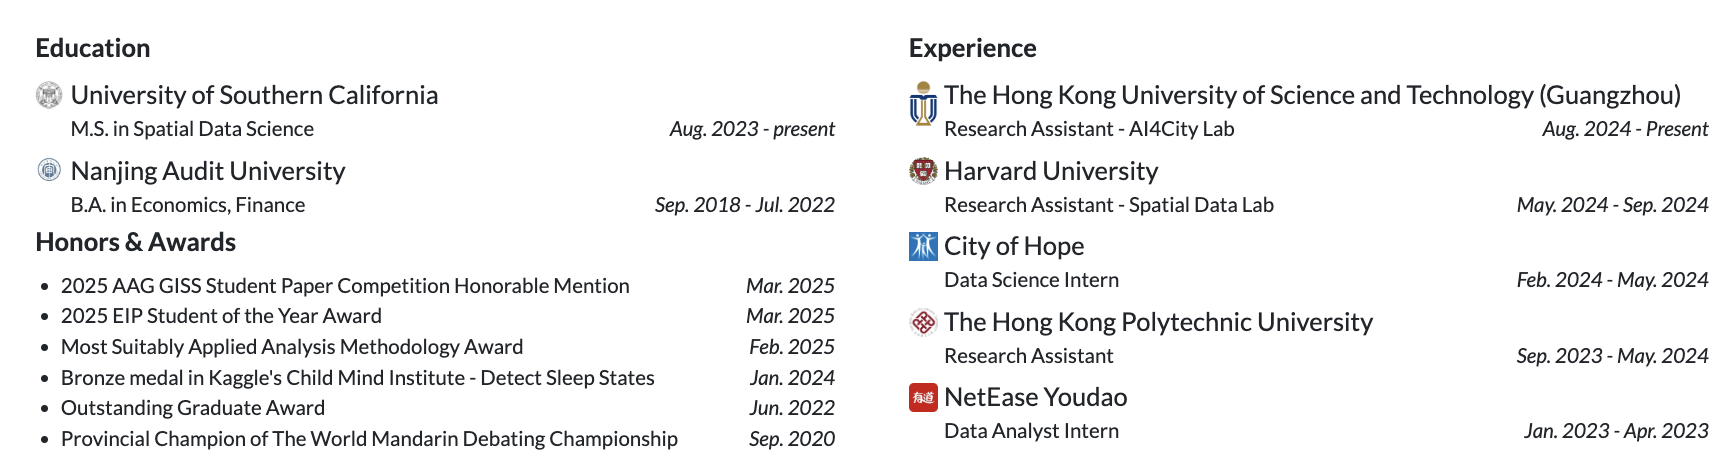 Education
University of Southern California
M.S. in Spatial Data Science Aug. 2023 - present
Nanjing Audit University
B.A. in Economics, Finance Sep. 2018 - Jul. 2022
Honors & Awards
• 2025 AAG GISS Student Paper Competition Honorable Mention Mar. 2025
• 2025 EIP Student of the Year Award Mar. 2025
• Most Suitably Applied Analysis Methodology Award Feb. 2025
• Bronze medal in Kaggle's Child Mind Institute - Detect Sleep States Jan. 2024
• Outstanding Graduate Award Jun. 2022
• Provincial Champion of The World Mandarin Debating Championship Sep. 2020
Experience
The Hong Kong University of Science and Technology (Guangzhou)
Research Assistant - AI4City Lab Aug. 2024 - Present
Harvard University
Research Assistant - Spatial Data Lab May. 2024 - Sep. 2024
City of Hope
Data Science Intern Feb. 2024 - May. 2024
The Hong Kong Polytechnic University
Research Assistant Sep. 2023 - May. 2024
有道 NetEase Youdao
Data Analyst Intern Jan. 2023 - Apr. 2023